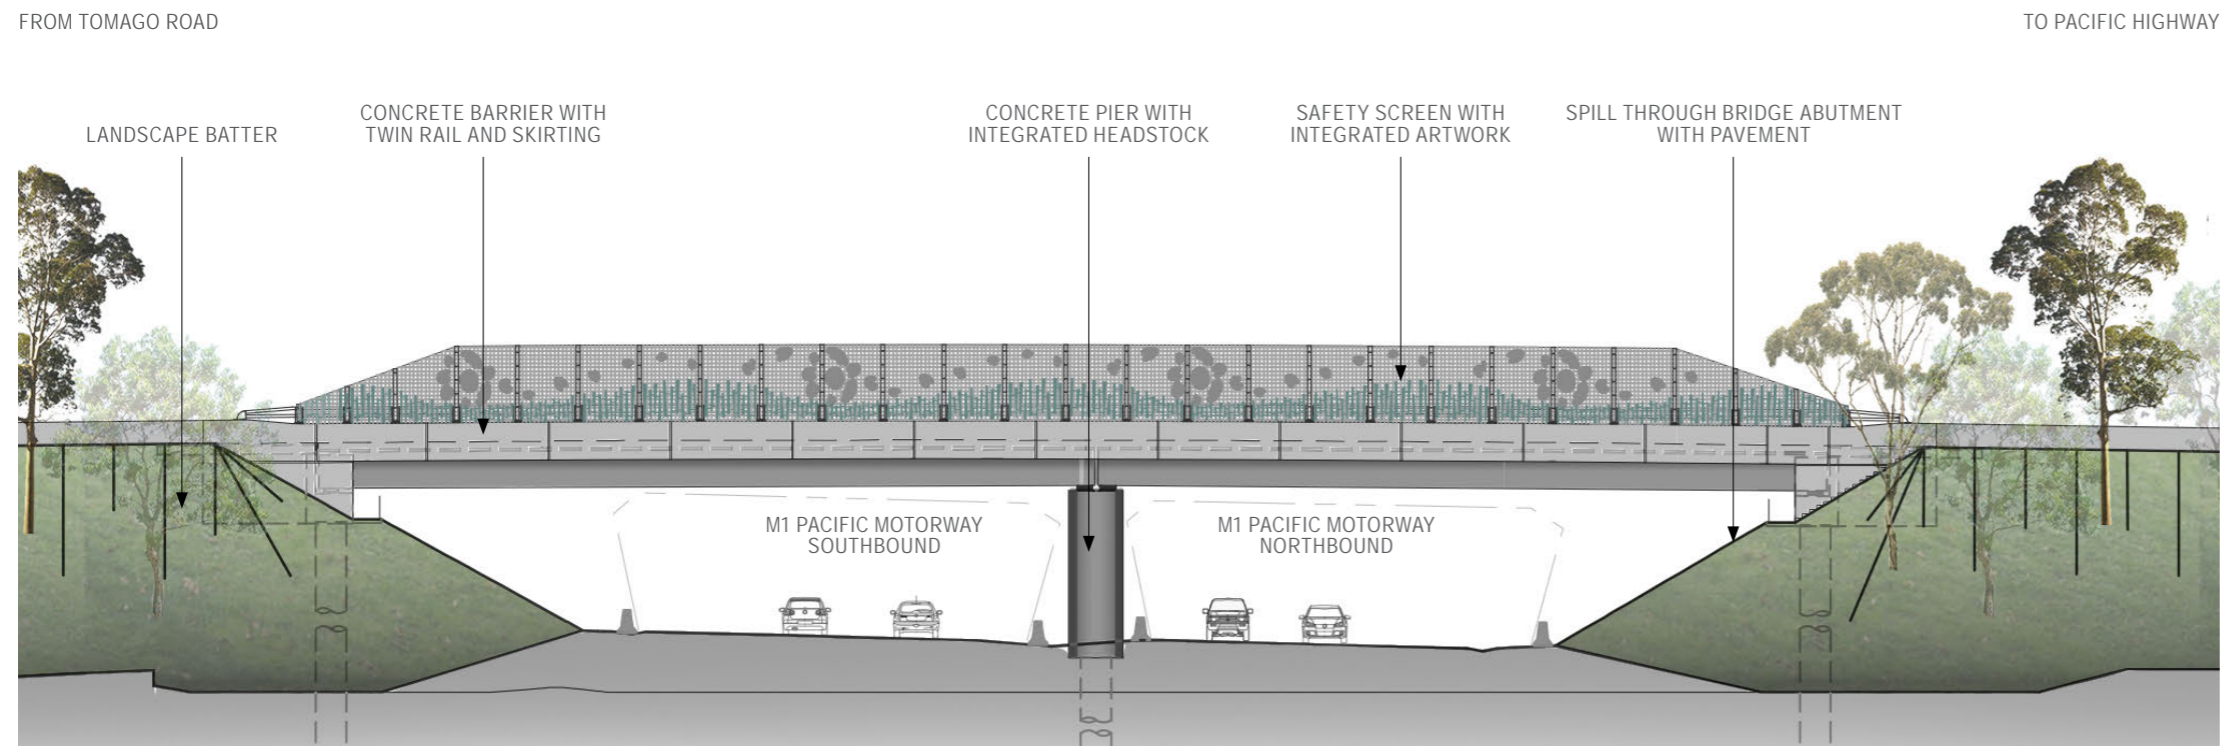 FROM TOMAGO ROAD
TO PACIFIC HIGHWAY
LANDSCAPE BATTER
CONCRETE BARRIER WITH
TWIN RAIL AND SKIRTING
CONCRETE PIER WITH
INTEGRATED HEADSTOCK
SAFETY SCREEN WITH
INTEGRATED ARTWORK
SPILL THROUGH BRIDGE ABUTMENT
WITH PAVEMENT
M1 PACIFIC MOTORWAY
SOUTHBOUND
M1 PACIFIC MOTORWAY
NORTHBOUND